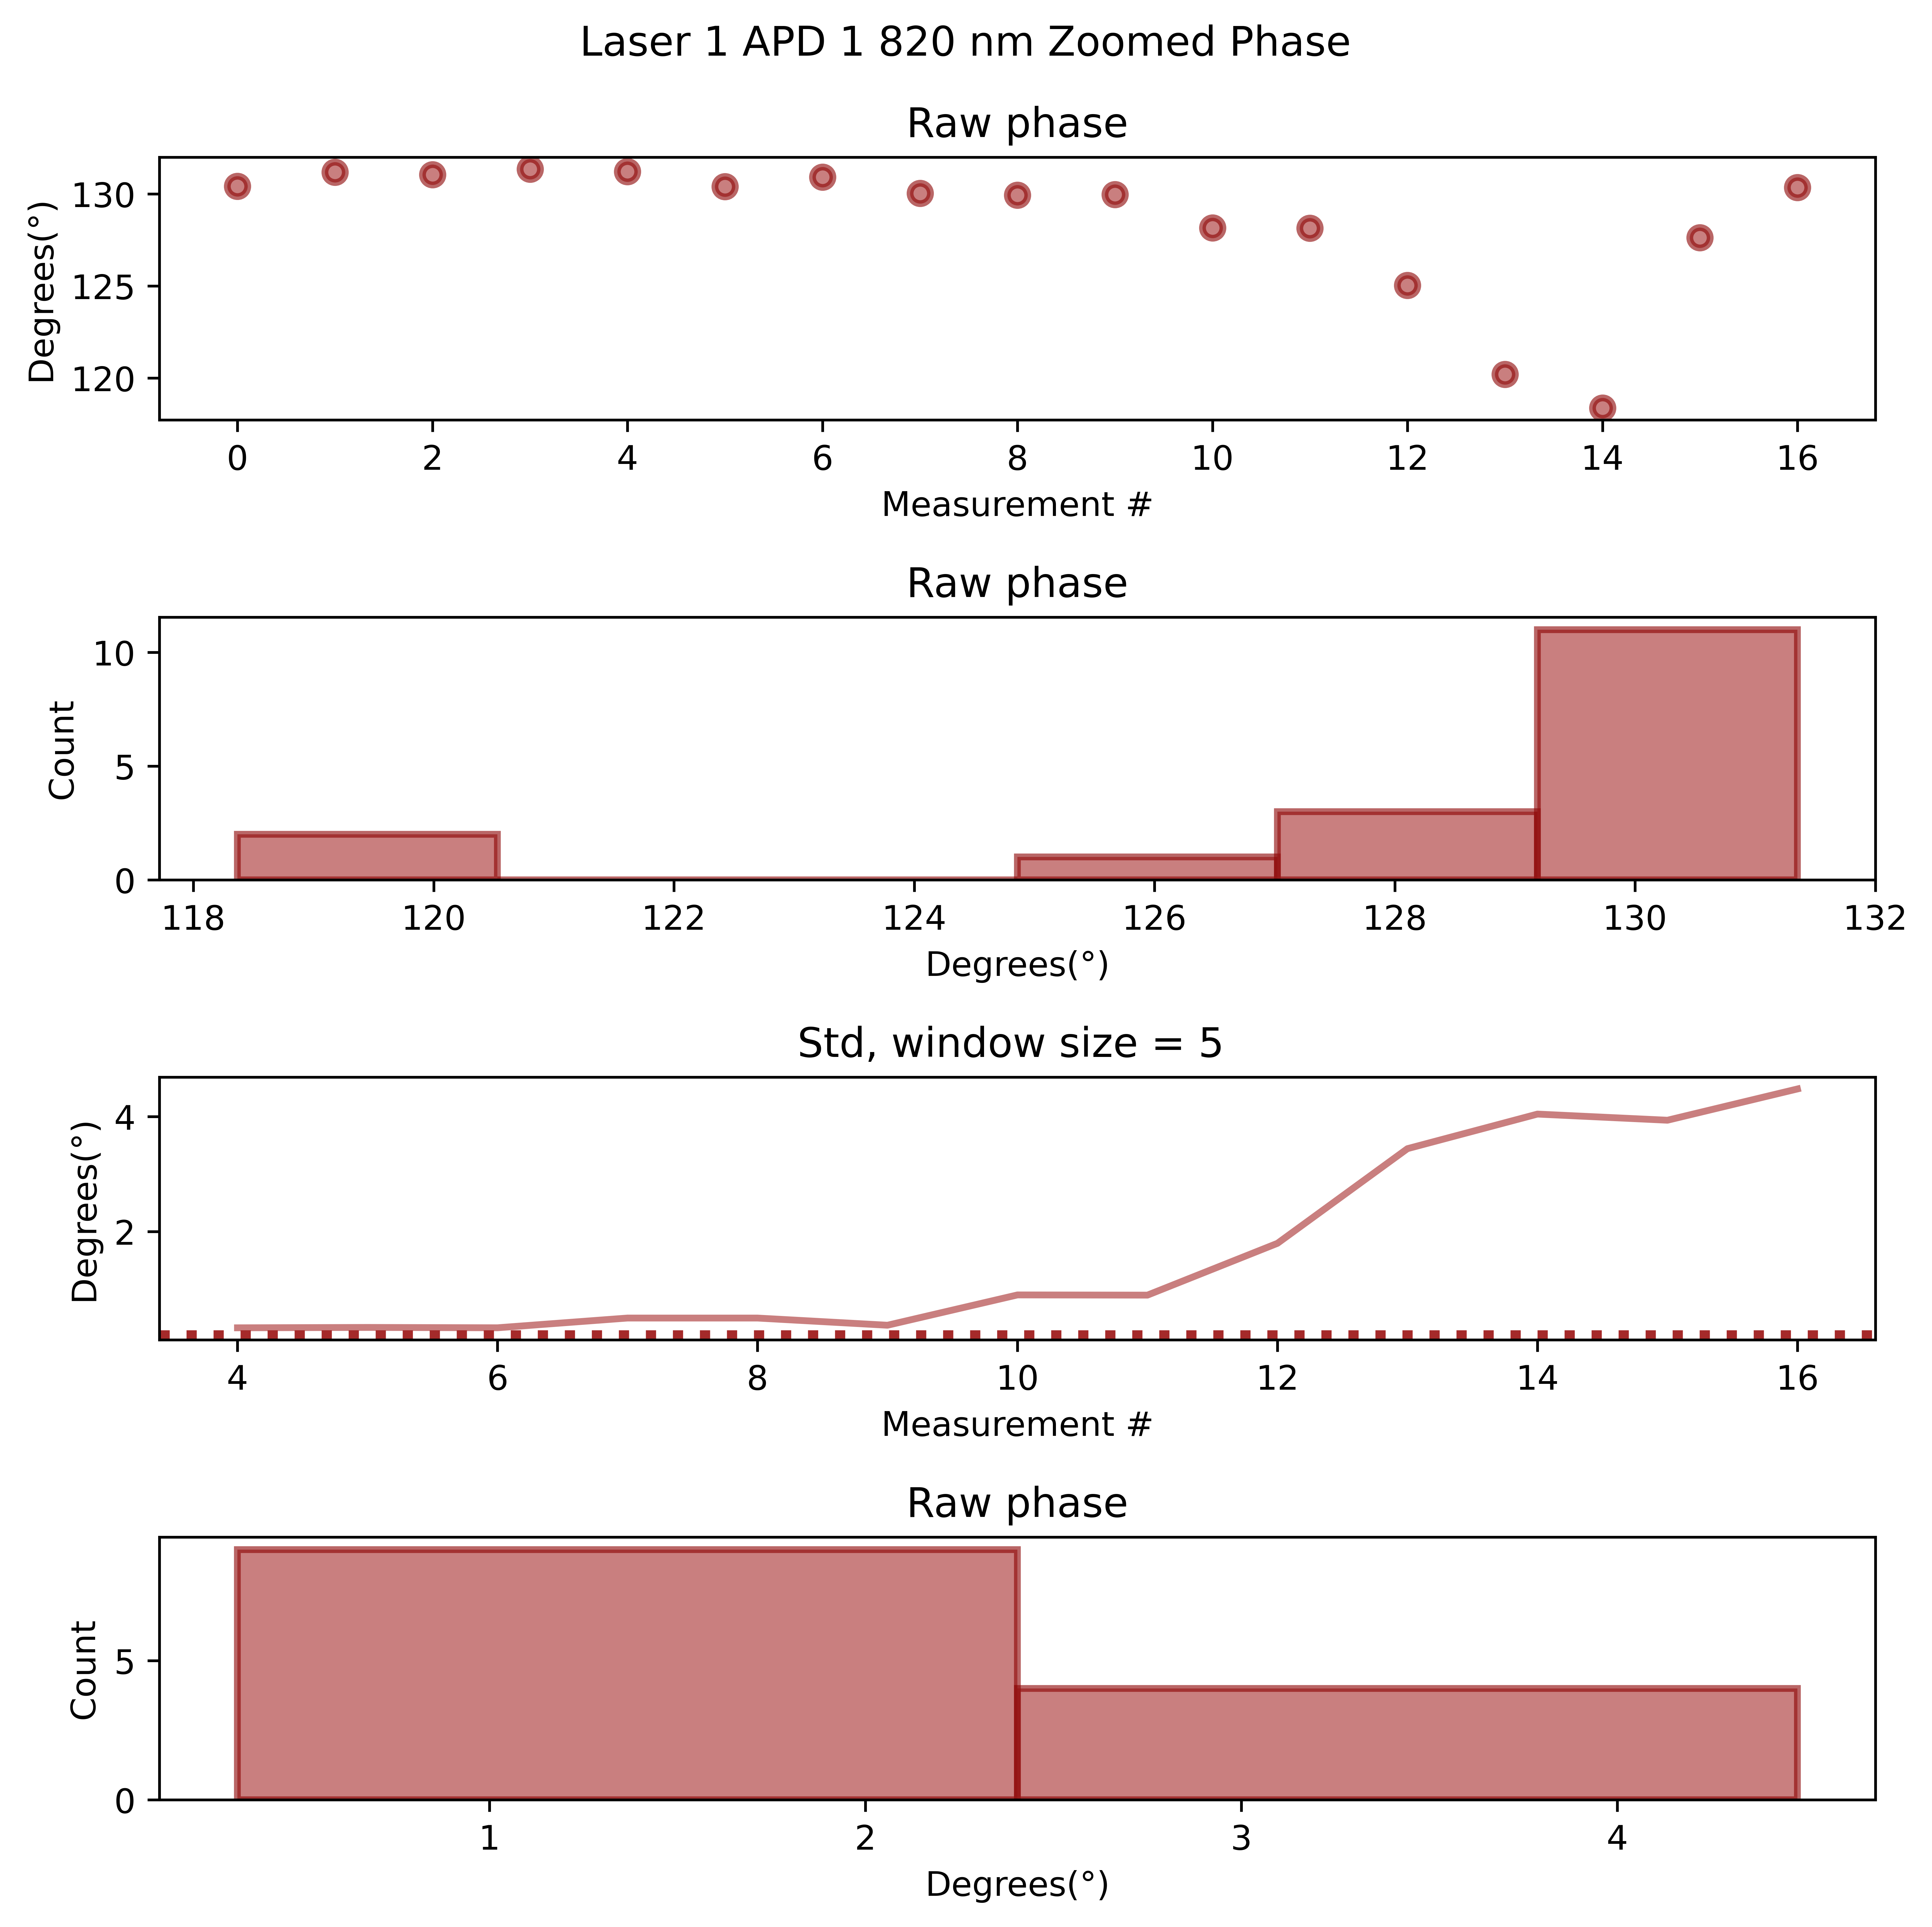 Laser 1 APD 1 820 nm Zoomed Phase
Raw phase
Degrees(°)
130
125
120
0 2 4 6 8 10 12 14 16
Measurement #
Raw phase
Count
10
5
0
118 120 122 124 126 128 130 132
Degrees(°)
Std, window size = 5
Degrees(°)
4
2
4 6 8 10 12 14 16
Measurement #
Raw phase
Count
5
0
1 2 3 4
Degrees(°)